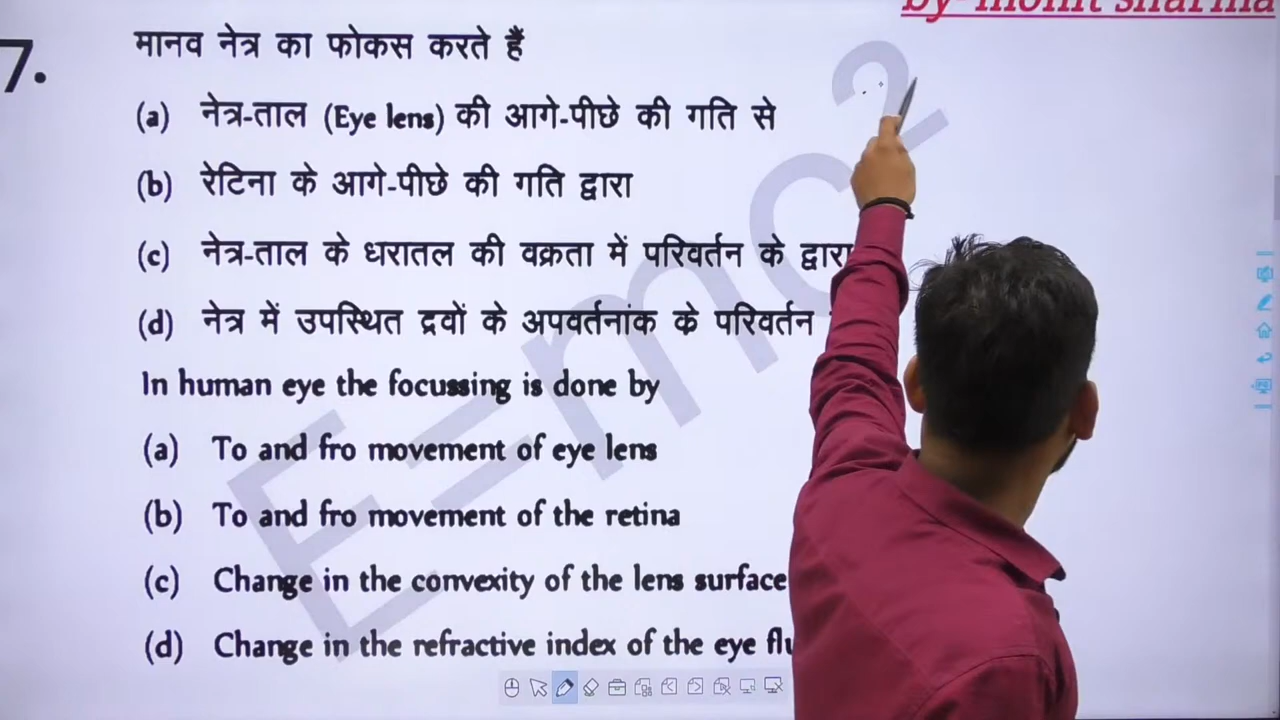 by- mohit sharma
7. मानव नेत्र का फोकस करते हैं
(a) नेत्र-ताल (Eye lens) की आगे-पीछे की गति से
(b) रेटिना के आगे-पीछे की गति द्वारा
(c) नेत्र-ताल के धरातल की वक्रता में परिवर्तन के द्वारा
(d) नेत्र में उपस्थित द्रवों के अपवर्तनांक के परिवर्तन
In human eye the focussing is done by
(a) To and fro movement of eye lens
(b) To and fro movement of the retina
(c) Change in the convexity of the lens surface
(d) Change in the refractive index of the eye
E=mc2